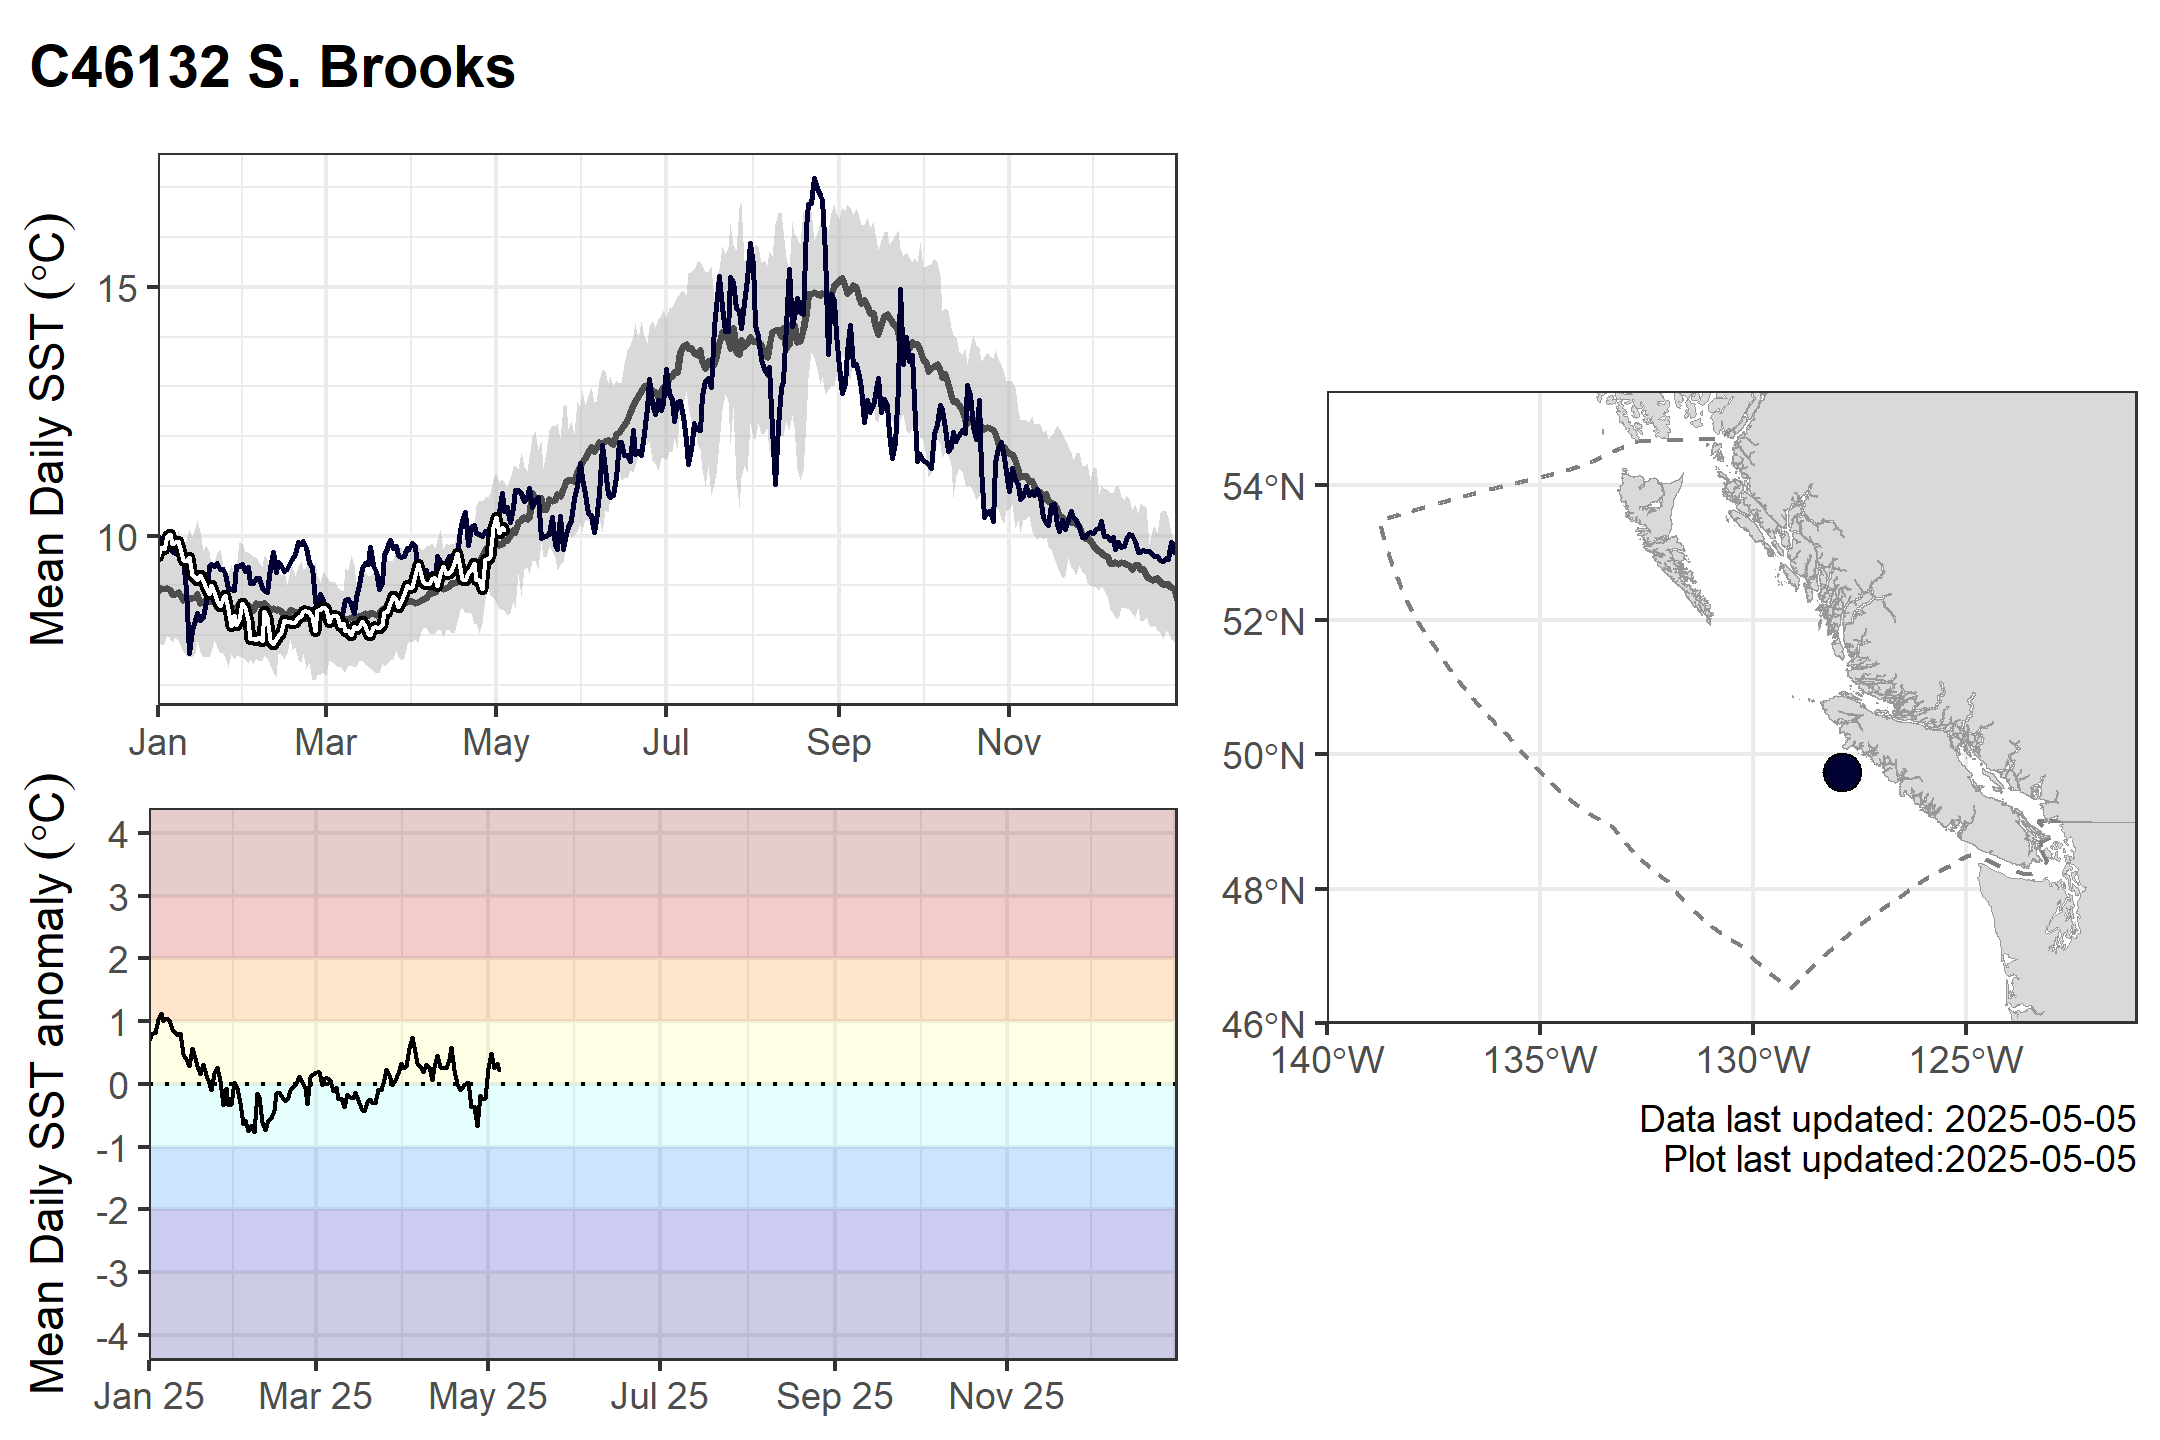 C46132 S. Brooks
Mean Daily SST (°C)
15
10
Jan Mar May Jul Sep Nov
Mean Daily SST anomaly (°C)
4
3
2
1
0
-1
-2
-3
-4
Jan 25 Mar 25 May 25 Jul 25 Sep 25 Nov 25
54°N
52°N
50°N
48°N
46°N
140°W 135°W 130°W 125°W
Data last updated: 2025-05-05
Plot last updated:2025-05-05